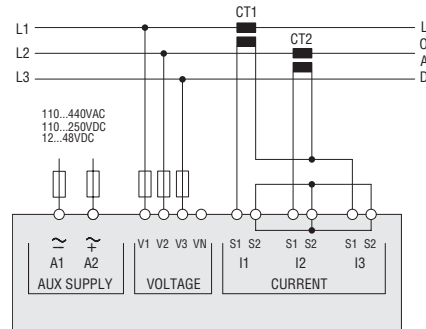 CT1
L1
L
L2
CT2
O
A
L3
D
110...440VAC
110...250VDC
12...48VDC
V1 V2 V3 VN
S1 S2
S1 S2
S1 S2
A1
A2
I1
I2
I3
AUX SUPPLY
VOLTAGE
CURRENT